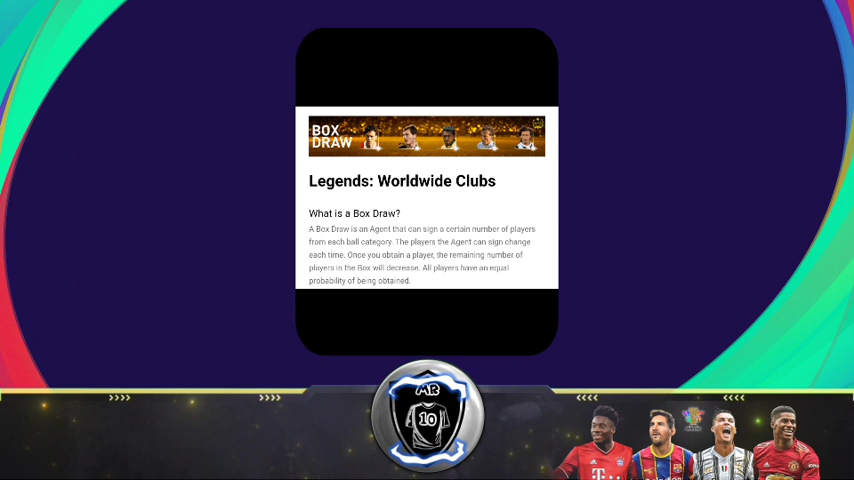 BOX
DRAW
Legends: Worldwide Clubs
What is a Box Draw?
A Box Draw is an Agent that can sign a certain number of players
from each ball category. The players the Agent can sign change
each time. Once you obtain a player, the remaining number of
players in the Box will decrease. All players have an equal
probability of being obtained.
MR
10